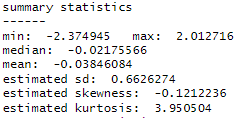 summary statistics
------
min:  -2.374945   max:  2.012716
median:  -0.02175566
mean:  -0.03846084
estimated sd:  0.6626274
estimated skewness:  -0.1212236
estimated kurtosis:  3.950504